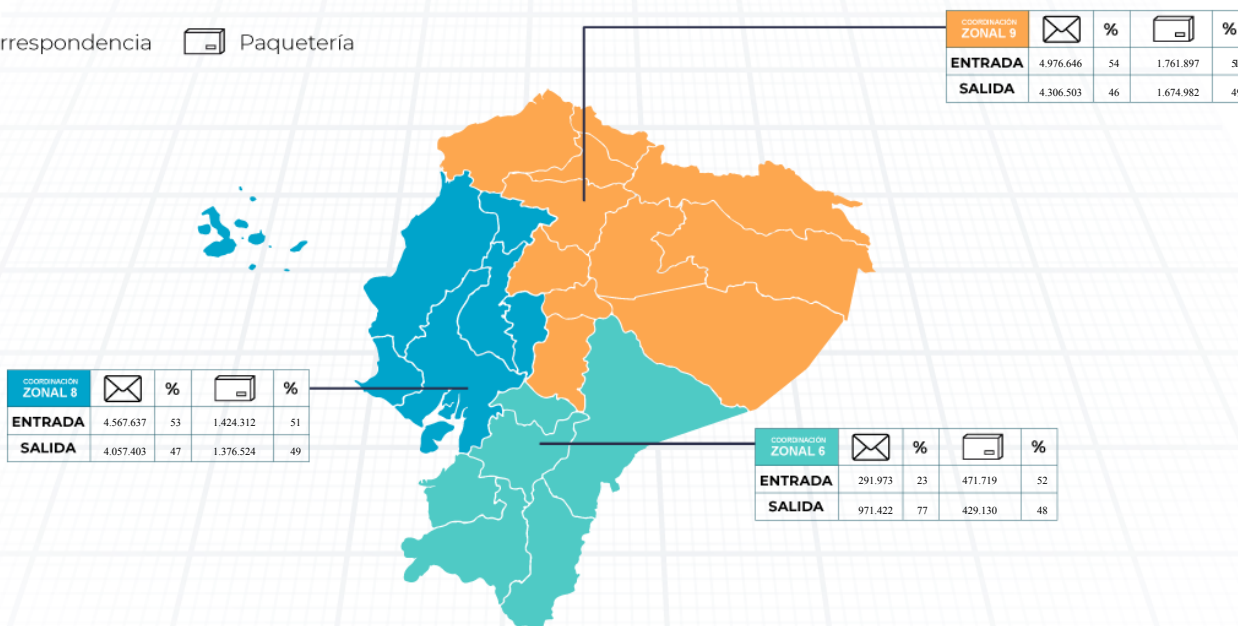 rrespondencia Paquetería
COORDINACIÓN
ZONAL 9 % %
ENTRADA 4.976.646 54 1.761.897
SALIDA 4.306.503 46 1.674.982 49
COORDINACIÓN
ZONAL 8 % %
ENTRADA 4.567.637 53 1.424.312 51
SALIDA 4.057.403 47 1.376.524 49
COORDINACIÓN
ZONAL 6 % %
ENTRADA 291.973 23 471.719 52
SALIDA 971.422 77 429.130 48